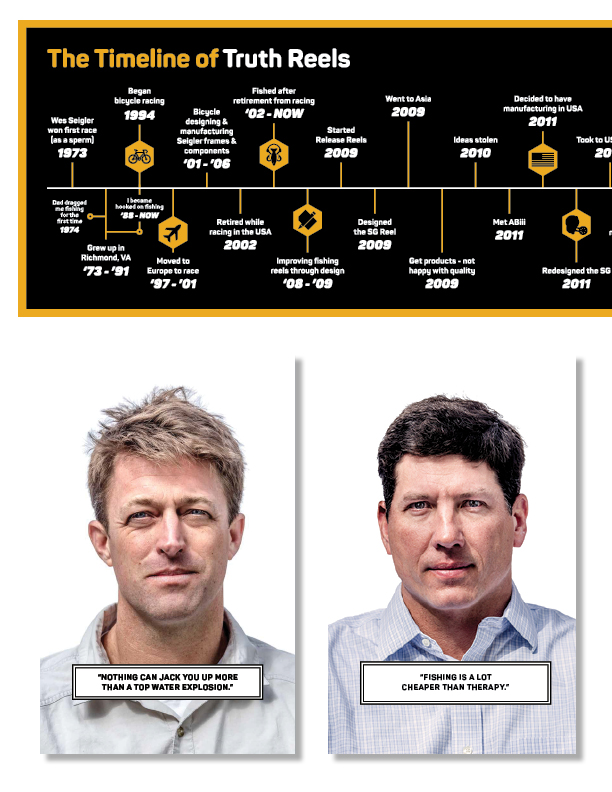 The Timeline of Truth Reels
Wes Seigler
won first race
(as a sperm)
1973
Began
bicycle racing
1994
Bicycle
designing &
manufacturing
Seigler frames &
components
'01 - '06
Fished after
retirement from racing
'02 - NOW
Started
Release Reels
2009
Went to Asia
2009
Ideas stolen
2010
Decided to have
manufacturing in USA
2011
Took to US
20
Dad dragged
me fishing
for the
first time
1974
I became
hooked on fishing
'88 - NOW
Grew up in
Richmond, VA
'73 - '91
Moved to
Europe to race
'97 - '01
Retired while
racing in the USA
2002
Improving fishing
reels through design
'08 - '09
Designed
the SG Reel
2009
Get products - not
happy with quality
2009
Met ABiii
2011
Redesigned the SG
2011
"NOTHING CAN JACK YOU UP MORE
THAN A TOP WATER EXPLOSION."
"FISHING IS A LOT
CHEAPER THAN THERAPY."